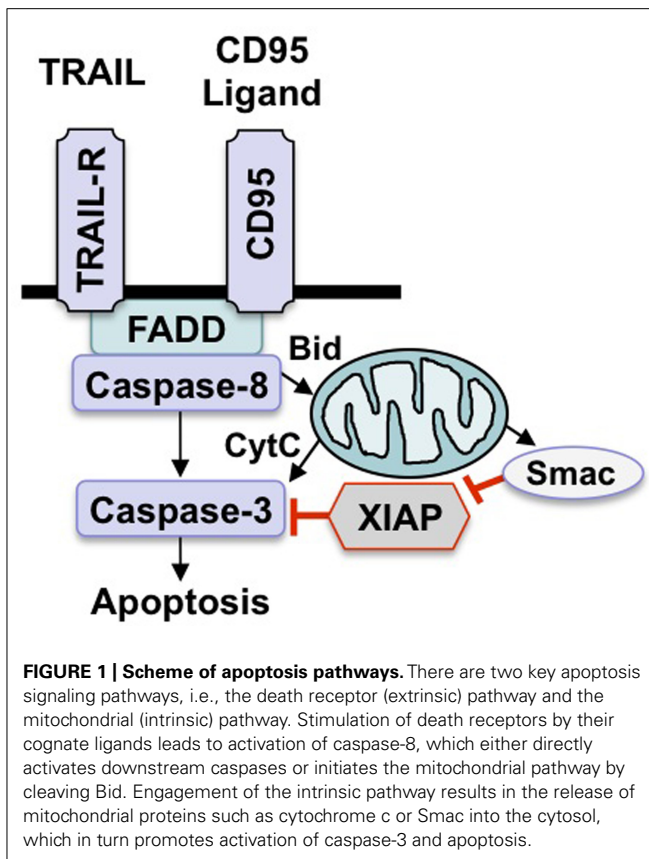 TRAIL
CD95
Ligand
TRAIL-R
CD95
FADD
Bid
Caspase-8
CytC
Smac
Caspase-3
XIAP
Apoptosis
FIGURE 1 | Scheme of apoptosis pathways. There are two key apoptosis
signaling pathways, i.e., the death receptor (extrinsic) pathway and the
mitochondrial (intrinsic) pathway. Stimulation of death receptors by their
cognate ligands leads to activation of caspase-8, which either directly
activates downstream caspases or initiates the mitochondrial pathway by
cleaving Bid. Engagement of the intrinsic pathway results in the release of
mitochondrial proteins such as cytochrome c or Smac into the cytosol,
which in turn promotes activation of caspase-3 and apoptosis.